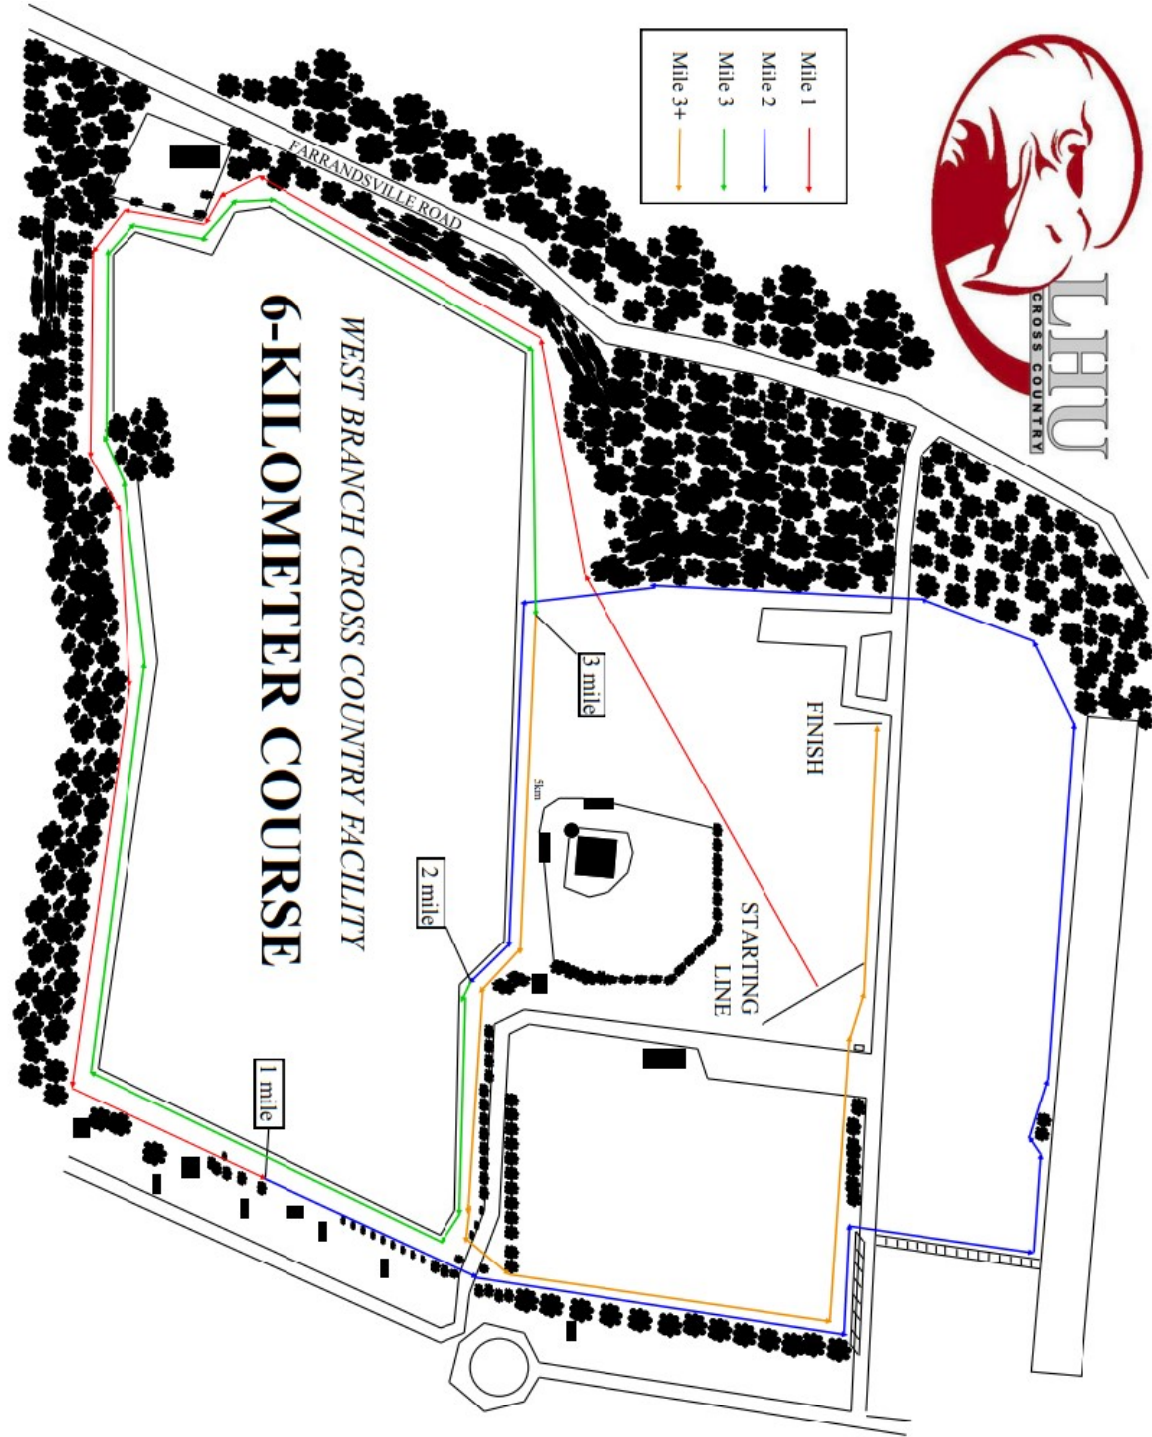 LHU
CROSS COUNTRY
Mile 1
Mile 2
Mile 3
Mile 3+
FARRANDSVILLE ROAD
FINISH
STARTING
LINE
3 mile
5km
2 mile
WEST BRANCH CROSS COUNTRY FACILITY
6-KILOMETER COURSE
1 mile